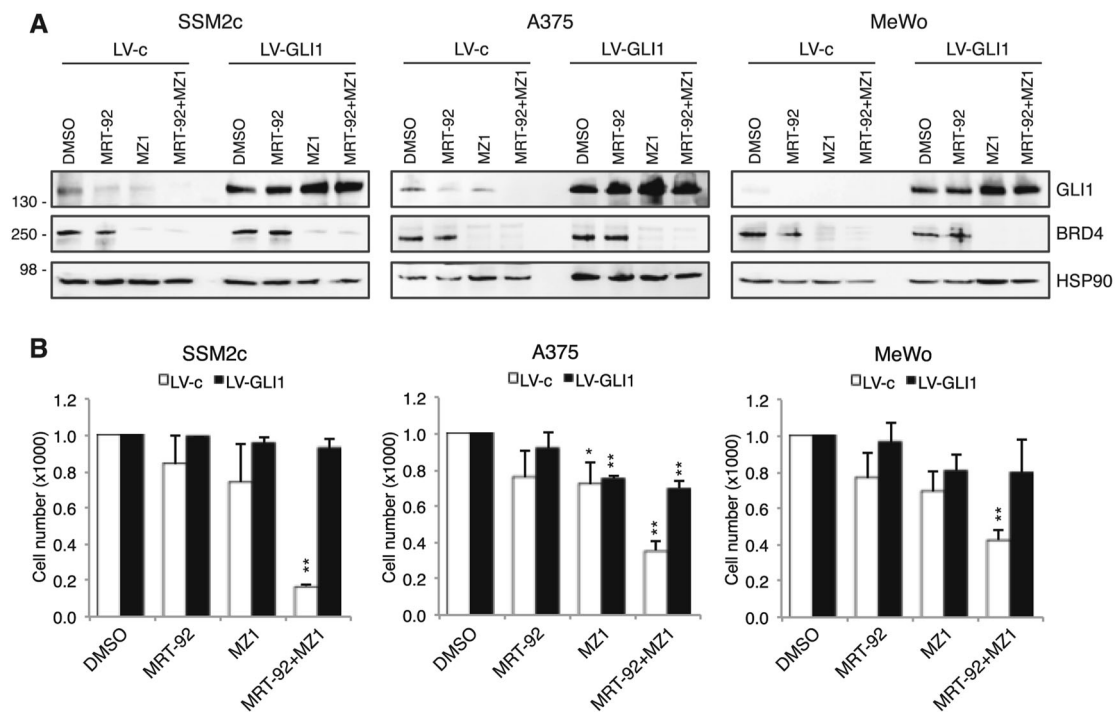 A
SSM2c A375 MeWo
LV-c LV-GLI1 LV-c LV-GLI1 LV-c LV-GLI1
DMSO MRT-92 MZ1 MRT-92+MZ1 DMSO MRT-92 MZ1 MRT-92+MZ1 DMSO MRT-92 MZ1 MRT-92+MZ1 DMSO MRT-92 MZ1 MRT-92+MZ1 DMSO MRT-92 MZ1 MRT-92+MZ1 DMSO MRT-92 MZ1 MRT-92+MZ1
130 - GLI1
250 - BRD4
98 - HSP90
B
SSM2c
LV-c LV-GLI1
Cell number (x1000)
1.2
1.0
0.8
0.6
0.4
0.2
0.0
**
DMSO MRT-92 MZ1 MRT-92+MZ1
A375
LV-c LV-GLI1
Cell number (x1000)
1.2
1.0
0.8
0.6
0.4
0.2
0.0
* ** ** **
DMSO MRT-92 MZ1 MRT-92+MZ1
MeWo
LV-c LV-GLI1
Cell number (x1000)
1.2
1.0
0.8
0.6
0.4
0.2
0.0
**
DMSO MRT-92 MZ1 MRT-92+MZ1